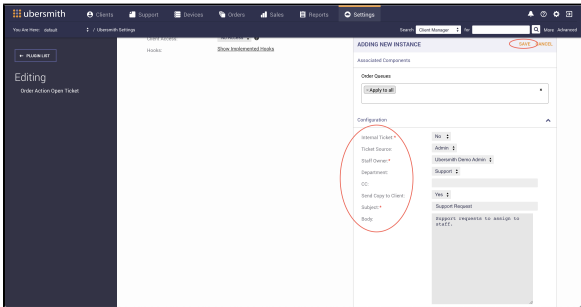 ubersmith Clients Support Devices Orders Sales Reports Settings
You Are Here: default / Ubersmith Settings Search Client Manager for More Advanced
Client Access:
← PLUGIN LIST
Hooks: Show Implemented Hooks
Editing
Order Action Open Ticket
ADDING NEW INSTANCE SAVE CANCEL
Associated Components
Order Queues
Apply to all
Configuration
Internal Ticket:* No
Ticket Source: Admin
Staff Owner:* Ubersmith Demo Admin
Department: Support
CC:
Send Copy to Client: Yes
Subject:* Support Request
Body: Support requests to assign to
staff.